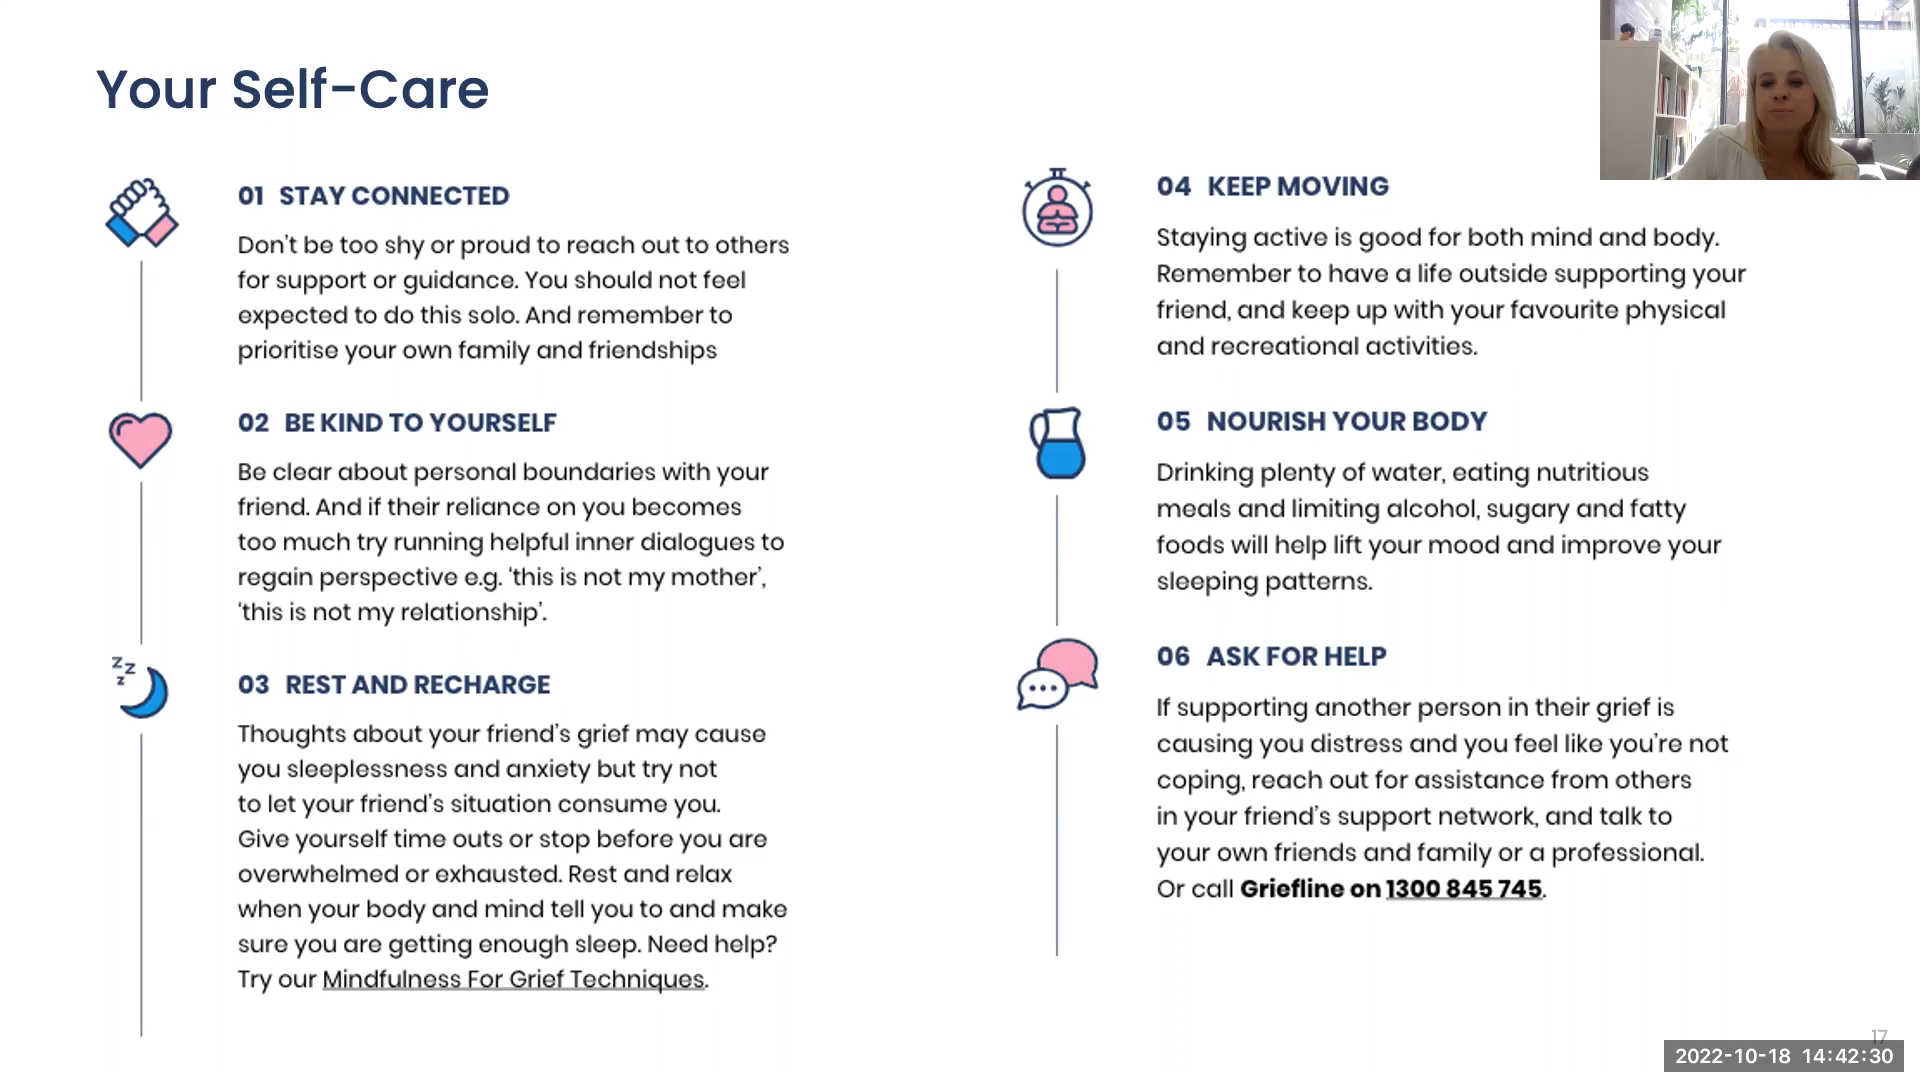 Your Self-Care
01 STAY CONNECTED
Don't be too shy or proud to reach out to others
for support or guidance. You should not feel
expected to do this solo. And remember to
prioritise your own family and friendships
02 BE KIND TO YOURSELF
Be clear about personal boundaries with your
friend. And if their reliance on you becomes
too much try running helpful inner dialogues to
regain perspective e.g. 'this is not my mother',
'this is not my relationship'.
zzz
03 REST AND RECHARGE
Thoughts about your friend's grief may cause
you sleeplessness and anxiety but try not
to let your friend's situation consume you.
Give yourself time outs or stop before you are
overwhelmed or exhausted. Rest and relax
when your body and mind tell you to and make
sure you are getting enough sleep. Need help?
Try our Mindfulness For Grief Techniques.
04 KEEP MOVING
Staying active is good for both mind and body.
Remember to have a life outside supporting your
friend, and keep up with your favourite physical
and recreational activities.
05 NOURISH YOUR BODY
Drinking plenty of water, eating nutritious
meals and limiting alcohol, sugary and fatty
foods will help lift your mood and improve your
sleeping patterns.
06 ASK FOR HELP
If supporting another person in their grief is
causing you distress and you feel like you're not
coping, reach out for assistance from others
in your friend's support network, and talk to
your own friends and family or a professional.
Or call Griefline on 1300 845 745.
17
2022-10-18 14:42:30